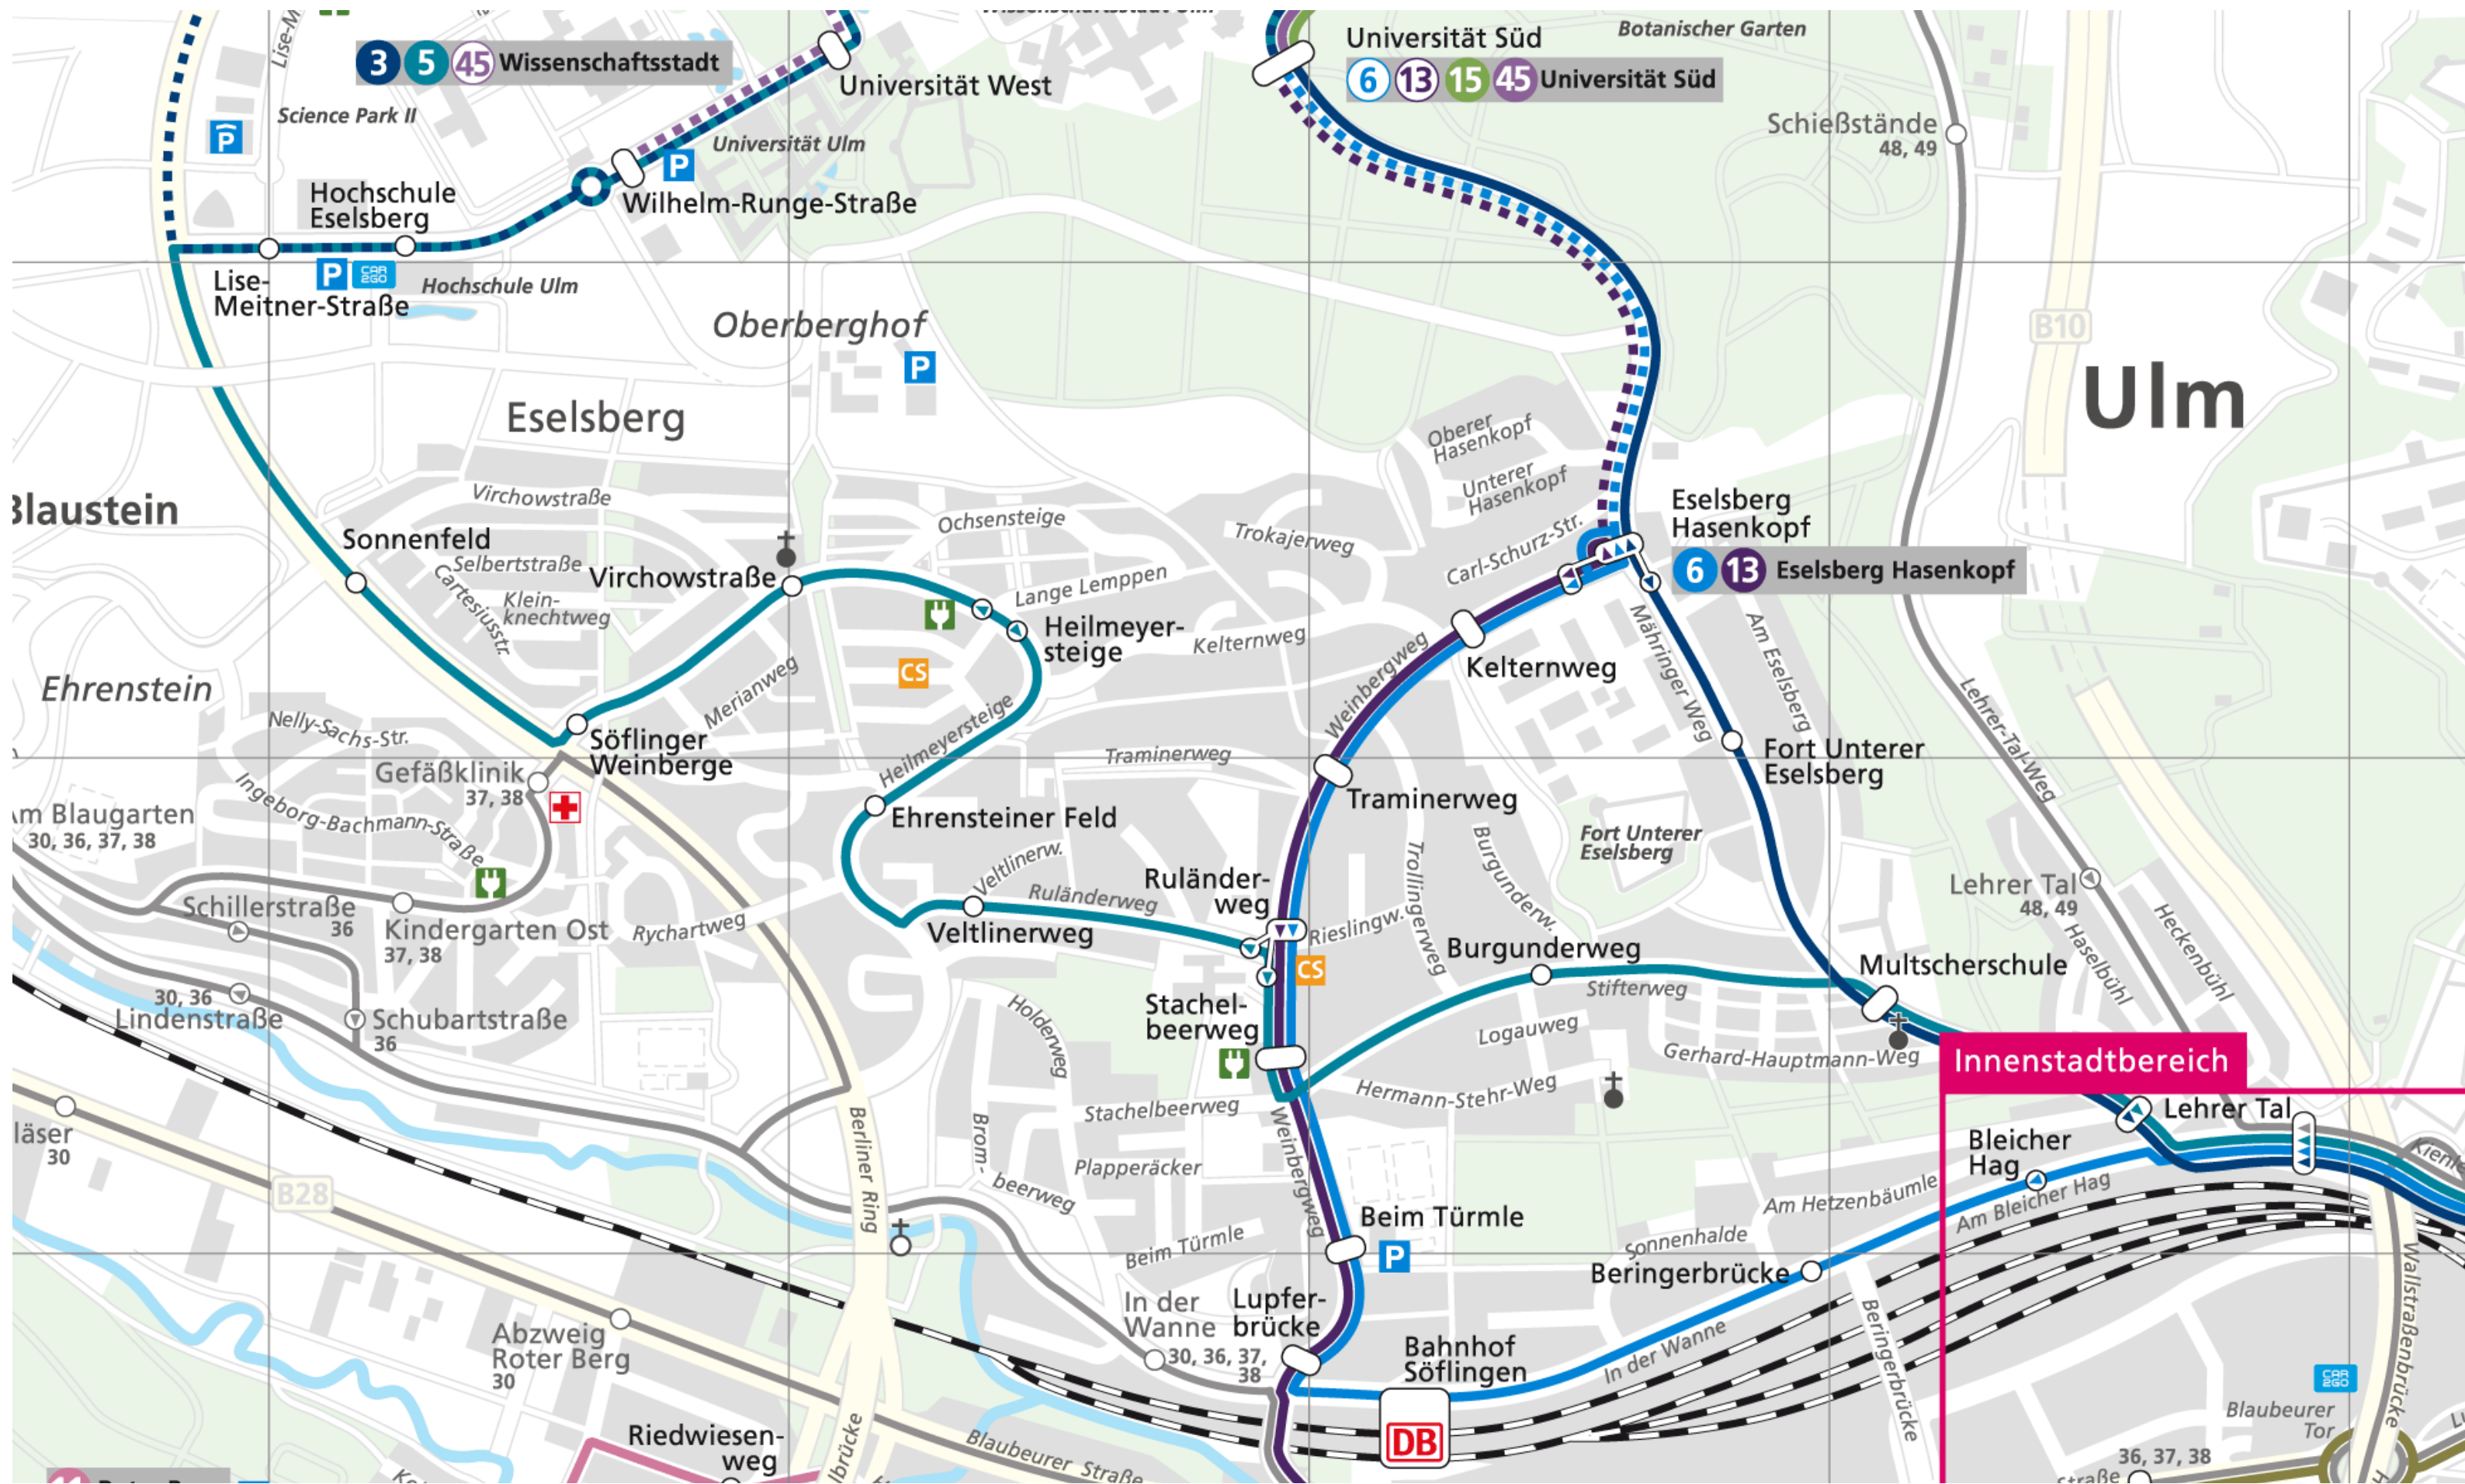 3 5 45 Wissenschaftsstadt
Universität West
Universität Süd
6 13 15 45 Universität Süd
Botanischer Garten
Schießstände
48, 49
Science Park II
P
Universität Ulm
P
Hochschule
Eselsberg
Wilhelm-Runge-Straße
Lise-
Meitner-Straße
P
CAR
2GO
Hochschule Ulm
Oberberghof
P
B10
Ulm
Eselsberg
Oberer
Hasenkopf
Unterer
Hasenkopf
Virchowstraße
Ochsensteige
Trokajerweg
Carl-Schurz-Str.
Eselsberg
Hasenkopf
6 13 Eselsberg Hasenkopf
Sonnenfeld
Selbertstraße
Virchowstraße
Cartesiusstr.
Klein-
knechtweg
Lange Lemppen
Heilmeyer-
steige
Kelternweg
Kelternweg
CS
Merianweg
Heilmeyersteige
Weinbergweg
Mähringer Weg
Am Eselsberg
Lehrer-Tal-Weg
Ehrenstein
Nelly-Sachs-Str.
Söflinger
Weinberge
Gefäßklinik
37, 38
Ingeborg-Bachmann-Straße
Traminerweg
Traminerweg
Fort Unterer
Eselsberg
30, 36, 37, 38
Ehrensteiner Feld
Fort Unterer
Eselsberg
Veltlinerw.
Ruländerweg
Ruländer-
weg
Trollingerweg
Burgunderw.
Lehrer Tal
48, 49
Schillerstraße
36
Kindergarten Ost
37, 38
Rychartweg
Veltlinerweg
Rieslingw.
CS
Burgunderweg
Stifterweg
Multscherschule
Haselbühl
Heckenbühl
30, 36
Lindenstraße
Schubartstraße
36
Holderweg
Stachel-
beerweg
Logauweg
Gerhard-Hauptmann-Weg
Innenstadtbereich
Hermann-Stehr-Weg
Stachelbeerweg
Lehrer Tal
30
B28
Berliner Ring
Brom-
beerweg
Plapperäcker
Weinbergweg
Bleicher
Hag
Am Bleicher Hag
Am Hetzenbäumle
Beim Türmle
Beim Türmle
P
Sonnenhalde
Beringerbrücke
Wallstraßenbrücke
Abzweig
Roter Berg
30
In der
Wanne
30, 36, 37,
38
Lupfer-
brücke
Bahnhof
Söflingen
DB
In der Wanne
Beringerbrücke
CAR
2GO
Blaubeurer
Tor
Riedwiesen-
weg
Blaubeurer Straße
36, 37, 38